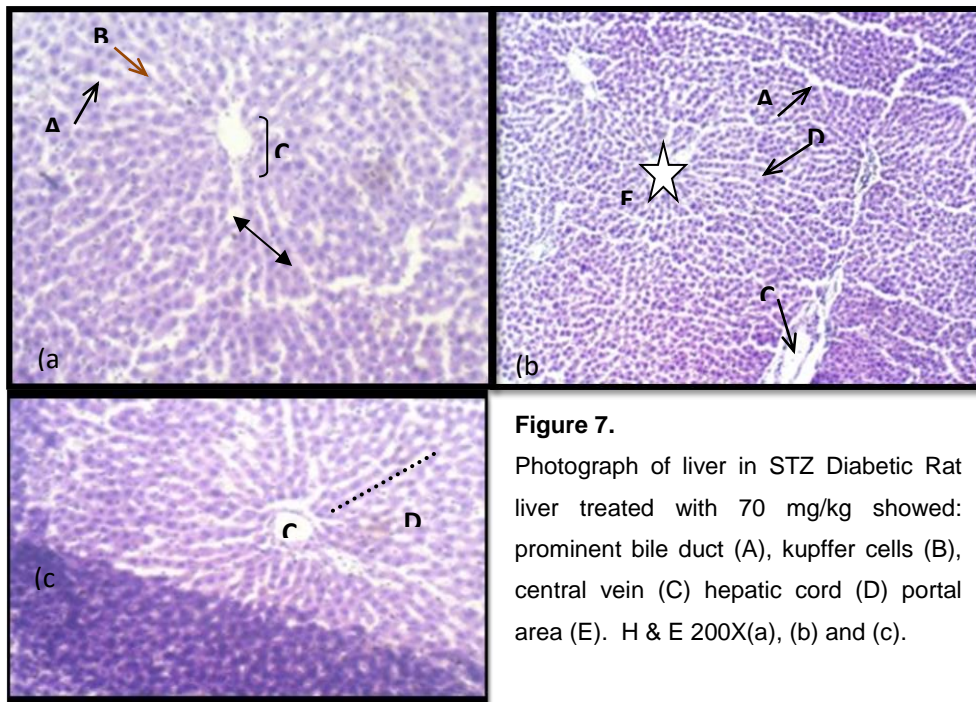 B
A
C
(a
A
D
E
C
(b
C
D
(c
Figure 7.
Photograph of liver in STZ Diabetic Rat
liver treated with 70 mg/kg showed:
prominent bile duct (A), kupffer cells (B),
central vein (C) hepatic cord (D) portal
area (E). H & E 200X(a), (b) and (c).